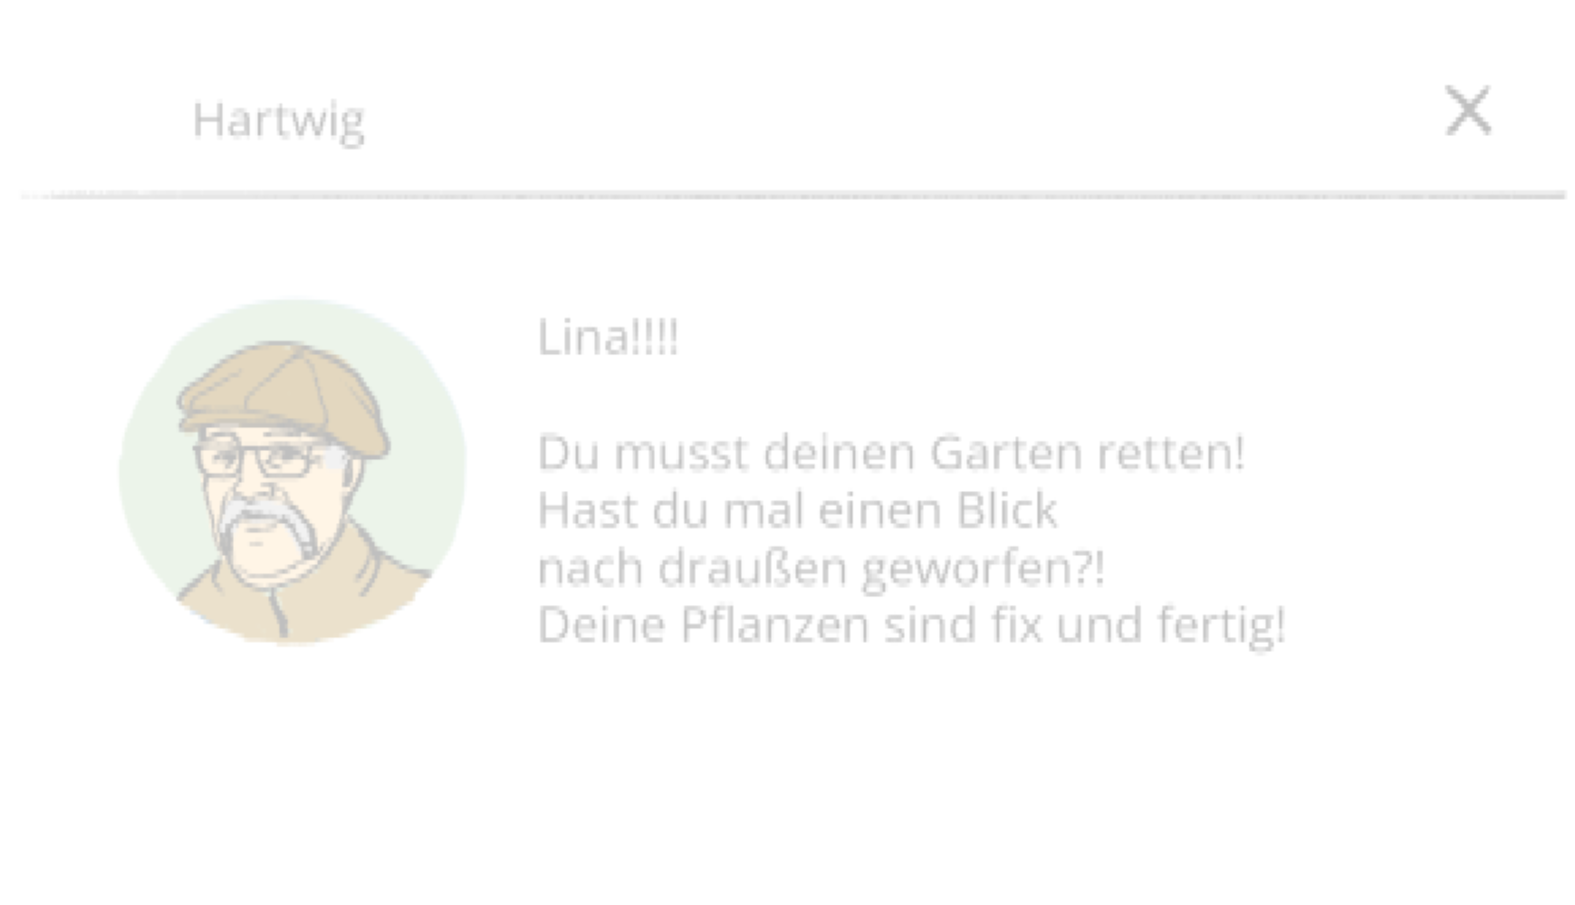 Hartwig
Lina!!!!
Du musst deinen Garten retten!
Hast du mal einen Blick
nach draußen geworfen?!
Deine Pflanzen sind fix und fertig!